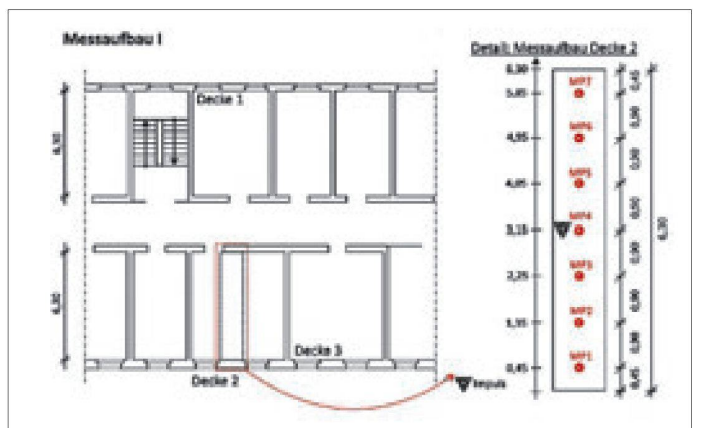 Messaufbau I
Detail: Messaufbau Decke 2
Decke 1
Decke 2
Decke 3
Impuls
6,30
5,85
4,95
4,05
3,15
2,25
1,35
0,45
MP7
MP6
MP5
MP4
MP3
MP2
MP1
0,45
0,90
0,90
0,90
0,90
0,90
0,90
0,45
6,30